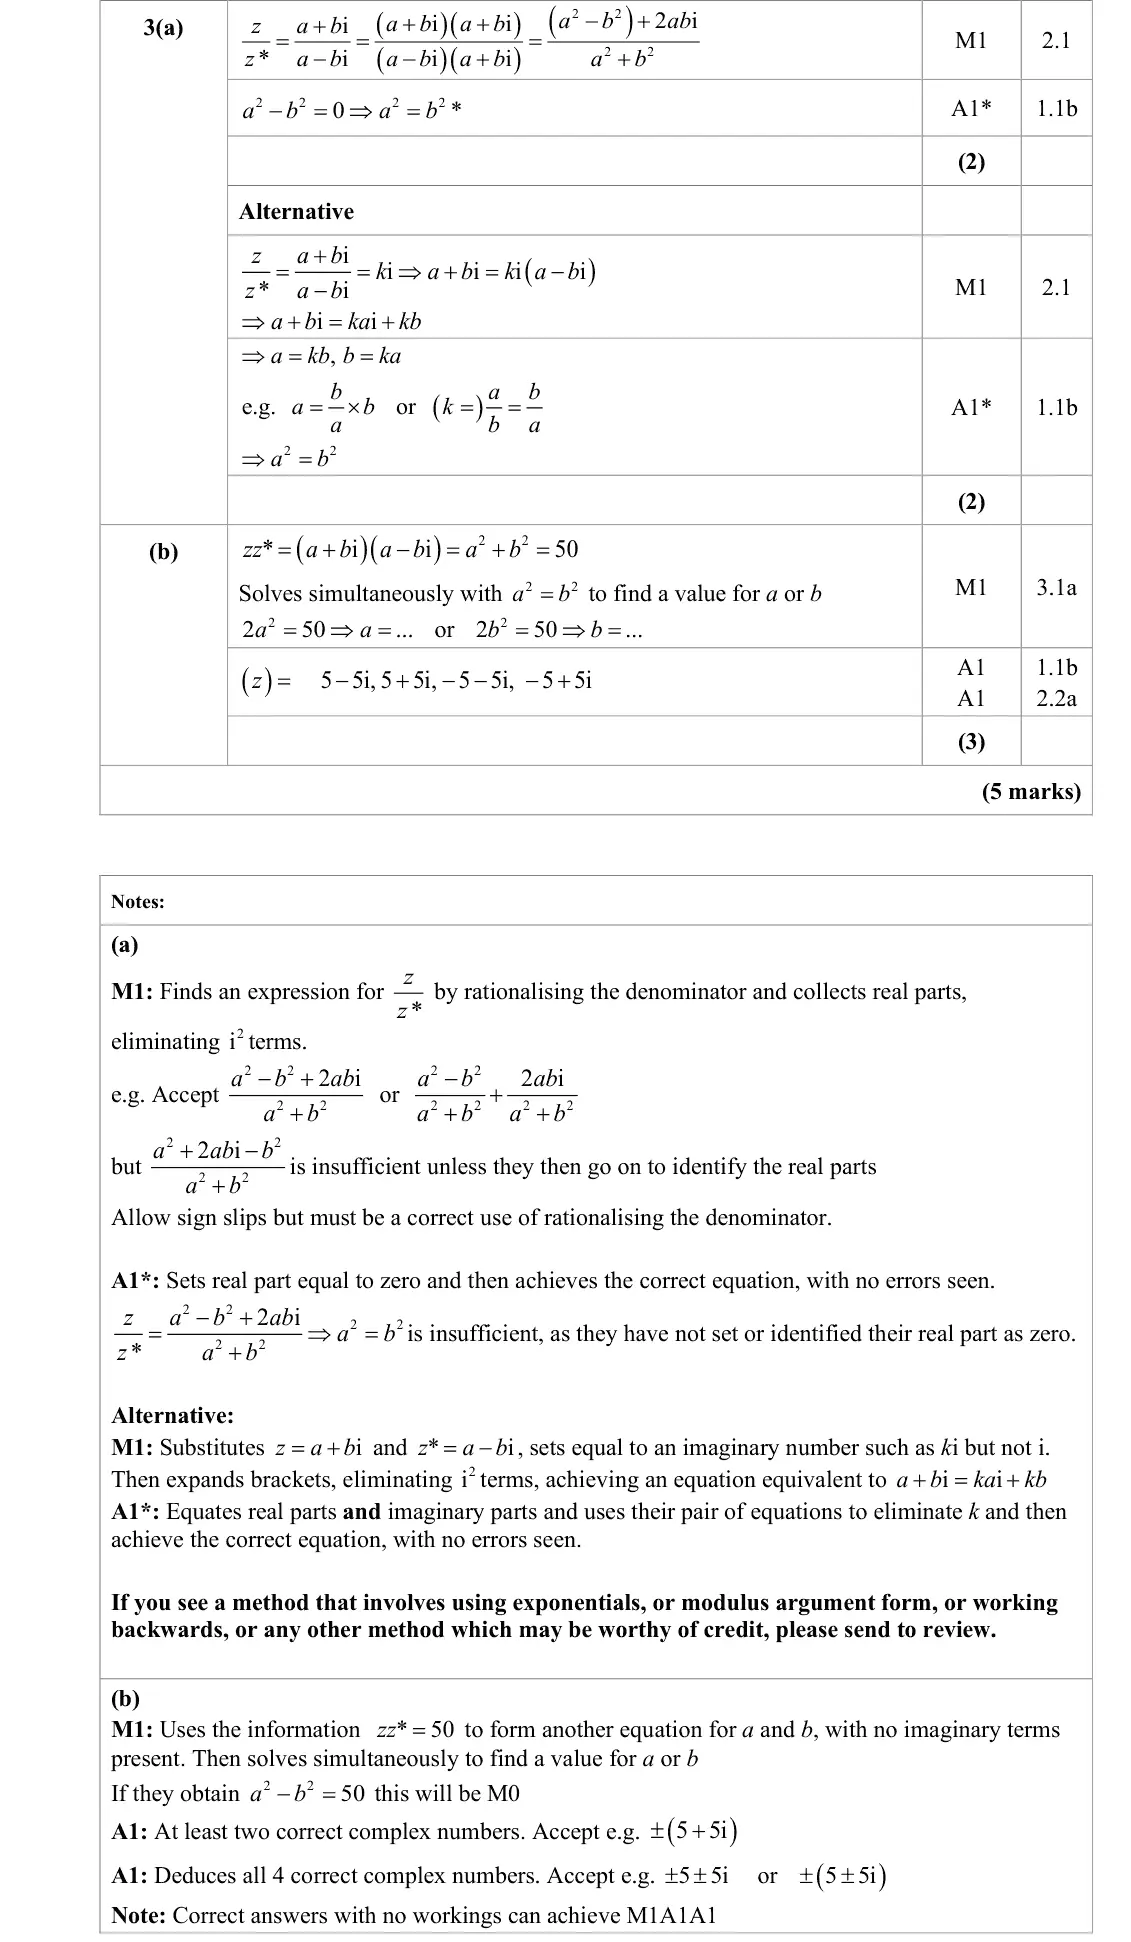 3(a) z/z* = (a + bi)/(a − bi) = (a + bi)(a + bi)/(a − bi)(a + bi) = ((a² − b²) + 2abi)/(a² + b²) M1 2.1
a² − b² = 0 ⇒ a² = b² * A1* 1.1b
(2)
Alternative
z/z* = (a + bi)/(a − bi) = ki ⇒ a + bi = ki(a − bi)
⇒ a + bi = kai + kb M1 2.1
⇒ a = kb, b = ka
e.g. a = b/a × b or (k =) a/b = b/a A1* 1.1b
⇒ a² = b²
(2)
(b) zz* = (a + bi)(a − bi) = a² + b² = 50
Solves simultaneously with a² = b² to find a value for a or b M1 3.1a
2a² = 50 ⇒ a = ... or 2b² = 50 ⇒ b = ...
(z) = 5 − 5i, 5 + 5i, −5 − 5i, −5 + 5i A1 1.1b
A1 2.2a
(3)
(5 marks)
Notes:
(a)
M1: Finds an expression for z/z* by rationalising the denominator and collects real parts,
eliminating i² terms.
e.g. Accept (a² − b² + 2abi)/(a² + b²) or (a² − b²)/(a² + b²) + 2abi/(a² + b²)
but (a² + 2abi − b²)/(a² + b²) is insufficient unless they then go on to identify the real parts
Allow sign slips but must be a correct use of rationalising the denominator.
A1*: Sets real part equal to zero and then achieves the correct equation, with no errors seen.
z/z* = (a² − b² + 2abi)/(a² + b²) ⇒ a² = b² is insufficient, as they have not set or identified their real part as zero.
Alternative:
M1: Substitutes z = a + bi and z* = a − bi, sets equal to an imaginary number such as ki but not i.
Then expands brackets, eliminating i² terms, achieving an equation equivalent to a + bi = kai + kb
A1*: Equates real parts and imaginary parts and uses their pair of equations to eliminate k and then
achieve the correct equation, with no errors seen.
If you see a method that involves using exponentials, or modulus argument form, or working
backwards, or any other method which may be worthy of credit, please send to review.
(b)
M1: Uses the information zz* = 50 to form another equation for a and b, with no imaginary terms
present. Then solves simultaneously to find a value for a or b
If they obtain a² − b² = 50 this will be M0
A1: At least two correct complex numbers. Accept e.g. ±(5 + 5i)
A1: Deduces all 4 correct complex numbers. Accept e.g. ±5 ± 5i or ±(5 ± 5i)
Note: Correct answers with no workings can achieve M1A1A1